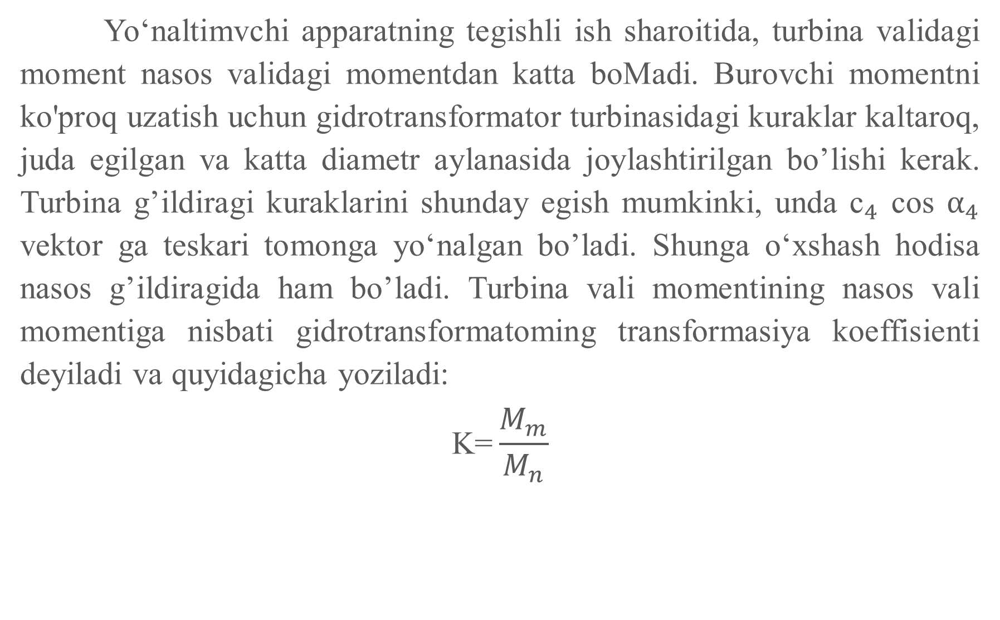 Yo‘naltimvchi apparatning tegishli ish sharoitida, turbina validagi
moment nasos validagi momentdan katta boMadi. Burovchi momentni
ko'proq uzatish uchun gidrotransformator turbinasidagi kuraklar kaltaroq,
juda egilgan va katta diametr aylanasida joylashtirilgan bo’lishi kerak.
Turbina g’ildiragi kuraklarini shunday egish mumkinki, unda c₄ cos α₄
vektor ga teskari tomonga yo‘nalgan bo’ladi. Shunga o‘xshash hodisa
nasos g’ildiragida ham bo’ladi. Turbina vali momentining nasos vali
momentiga nisbati gidrotransformatoming transformasiya koeffisienti
deyiladi va quyidagicha yoziladi:
K=\frac{M_m}{M_n}